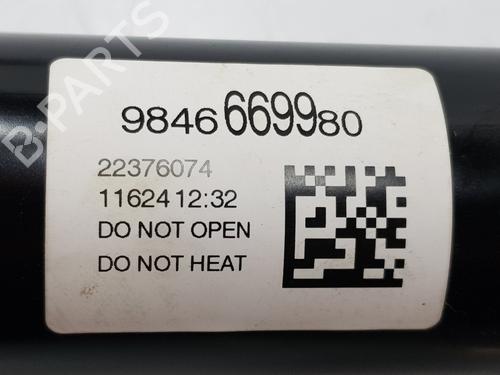 B-PARTS
9846669980
22376074
11624 12:32
DO NOT OPEN
DO NOT HEAT